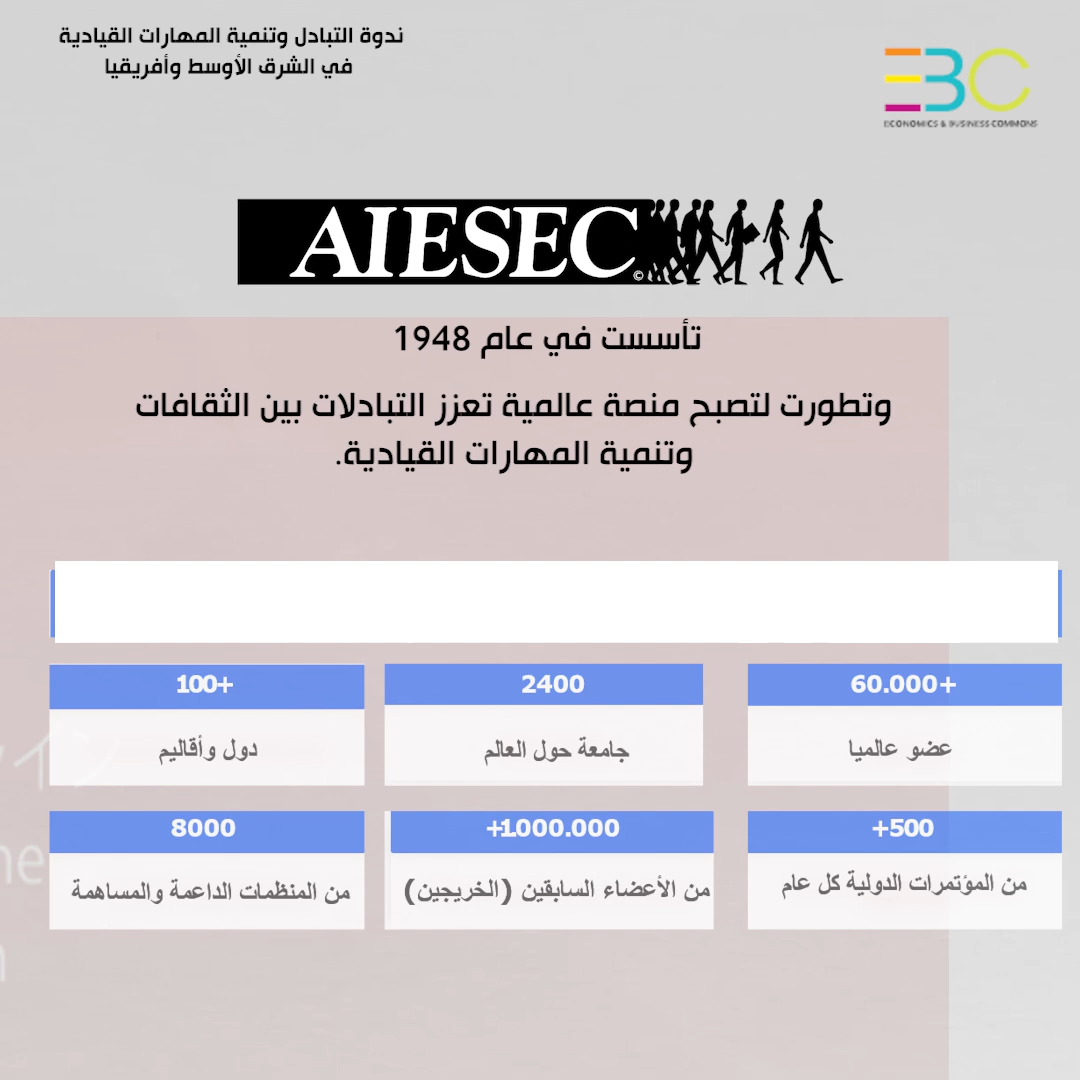 ندوة التبادل وتنمية المهارات القيادية
في الشرق الأوسط وأفريقيا
EBC
ECONOMICS & BUSINESS COMMONS
AIESEC©
تأسست في عام 1948
وتطورت لتصبح منصة عالمية تعزز التبادلات بين الثقافات
وتنمية المهارات القيادية.
60.000+
عضو عالميا
2400
جامعة حول العالم
100+
دول وأقاليم
+500
من المؤتمرات الدولية كل عام
+1.000.000
من الأعضاء السابقين (الخريجين)
8000
من المنظمات الداعمة والمساهمة